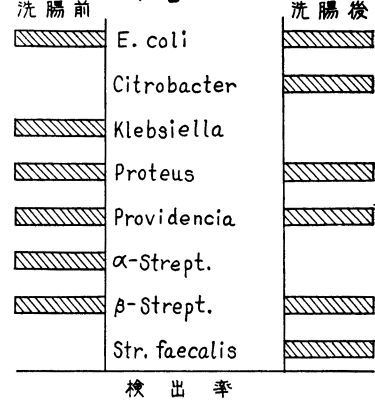 洗腸前 洗腸後
E. coli
Citrobacter
Klebsiella
Proteus
Providencia
α-Strept.
β-Strept.
Str. faecalis
検出率